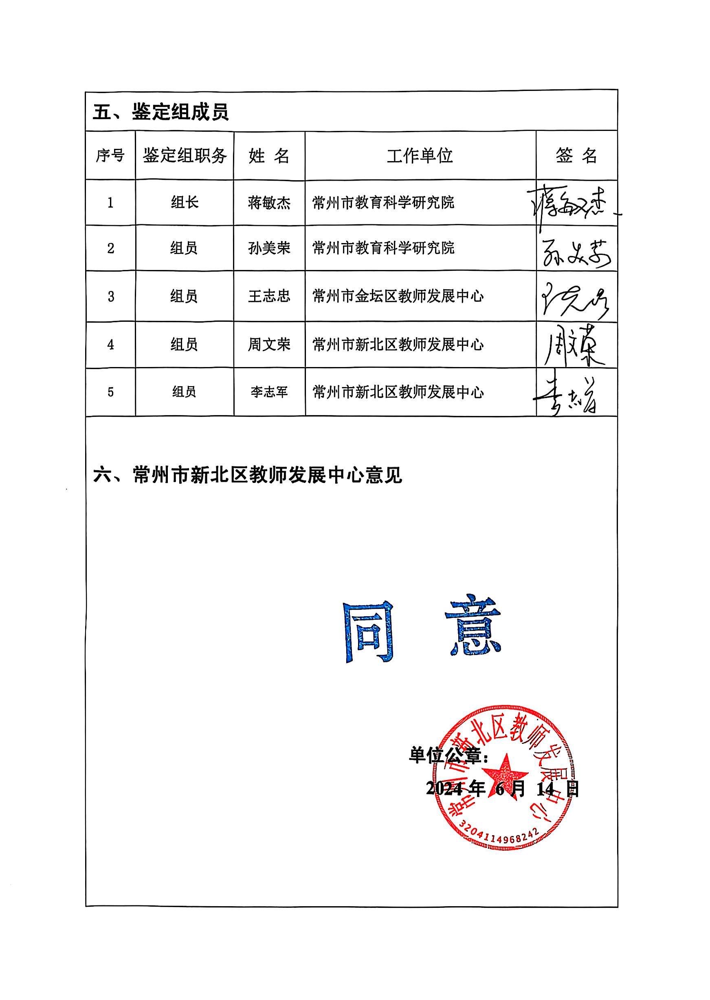 五、鉴定组成员
序号 鉴定组职务 姓 名 工作单位 签 名
1 组长 蒋敏杰 常州市教育科学研究院 蒋敏杰
2 组员 孙美荣 常州市教育科学研究院 孙美荣
3 组员 王志忠 常州市金坛区教师发展中心
4 组员 周文荣 常州市新北区教师发展中心 周文荣
5 组员 李志军 常州市新北区教师发展中心 李志军
六、常州市新北区教师发展中心意见
同 意
常州市新北区教师发展中心
单位公章：
2024 年 6 月 14 日
3204114968242